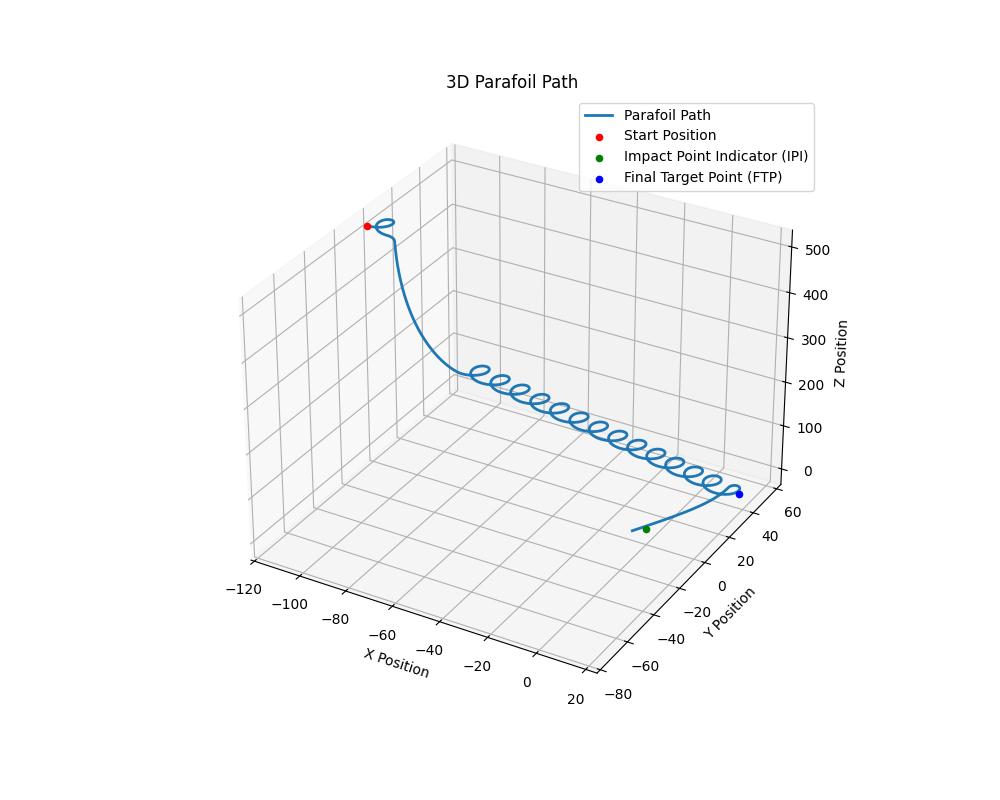 3D Parafoil Path
Parafoil Path
Start Position
Impact Point Indicator (IPI)
Final Target Point (FTP)
500
400
300
200
100
0
Z Position
60
40
20
0
−20
−40
−60
−80
Y Position
−120
−100
−80
−60
−40
−20
0
20
X Position